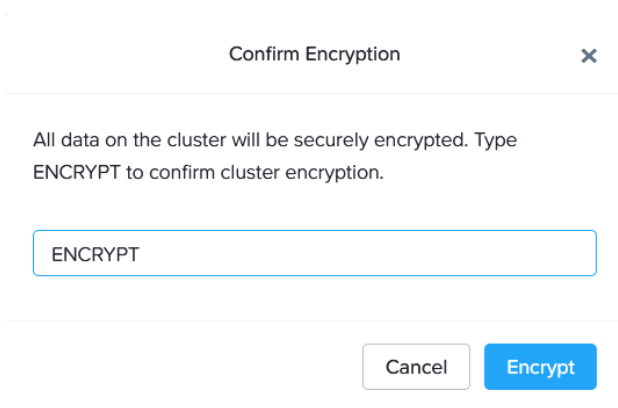 Confirm Encryption
All data on the cluster will be securely encrypted. Type
ENCRYPT to confirm cluster encryption.
ENCRYPT
Cancel Encrypt